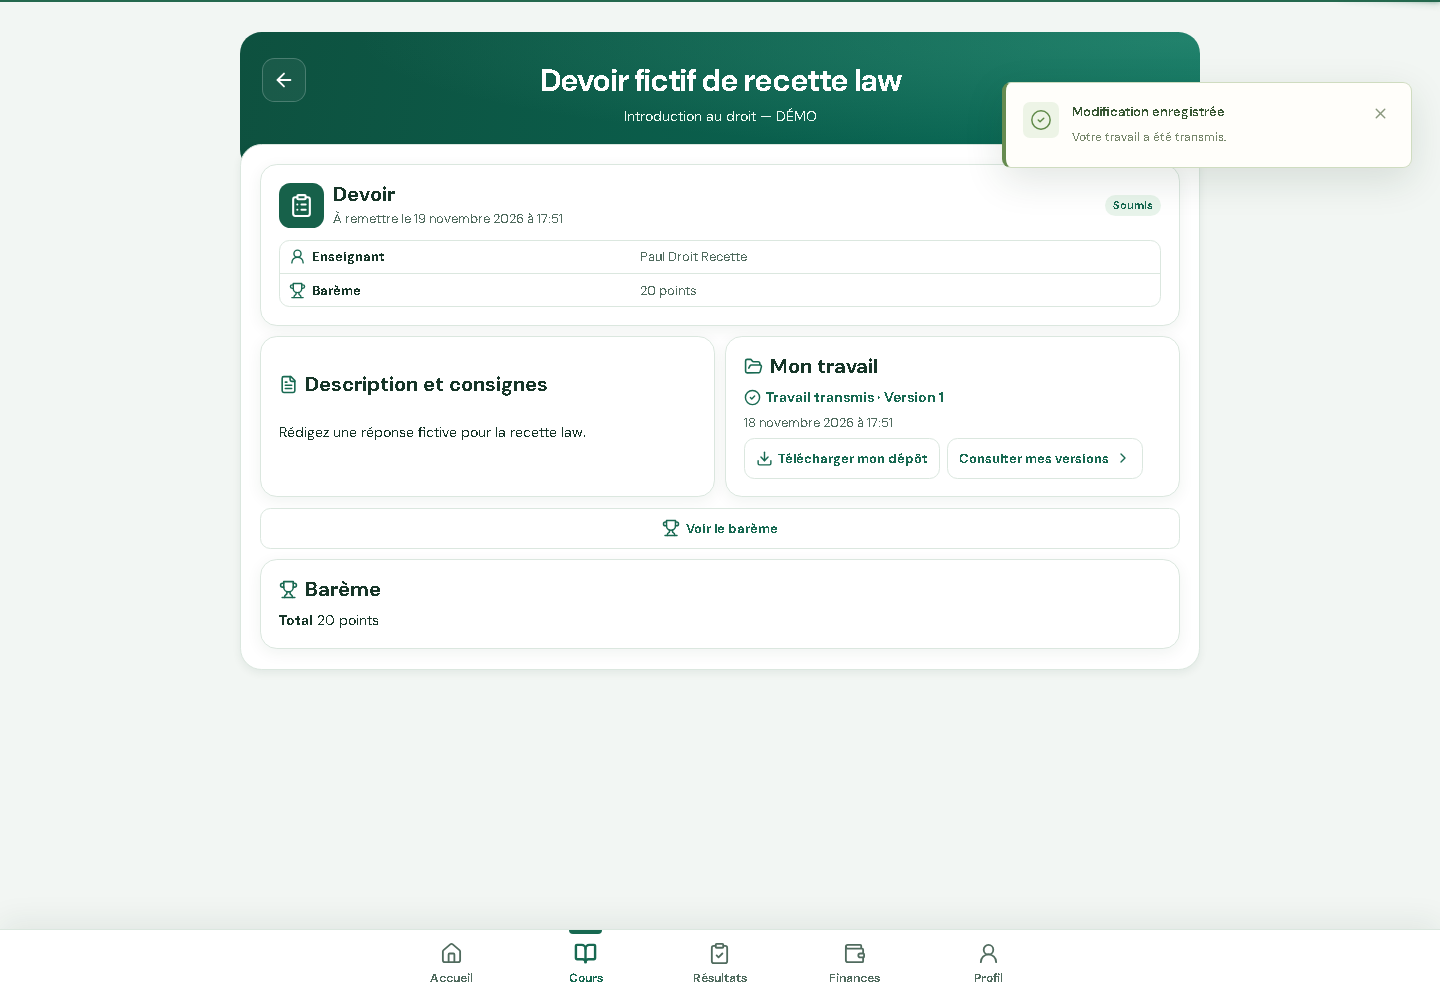 Devoir fictif de recette law
Introduction au droit — DÉMO
Modification enregistrée
Votre travail a été transmis.
Devoir
À remettre le 19 novembre 2026 à 17:51
Soumis
Enseignant
Paul Droit Recette
Barème
20 points
Description et consignes
Rédigez une réponse fictive pour la recette law.
Mon travail
Travail transmis · Version 1
18 novembre 2026 à 17:51
Télécharger mon dépôt
Consulter mes versions
Voir le barème
Barème
Total 20 points
Accueil
Cours
Résultats
Finances
Profil